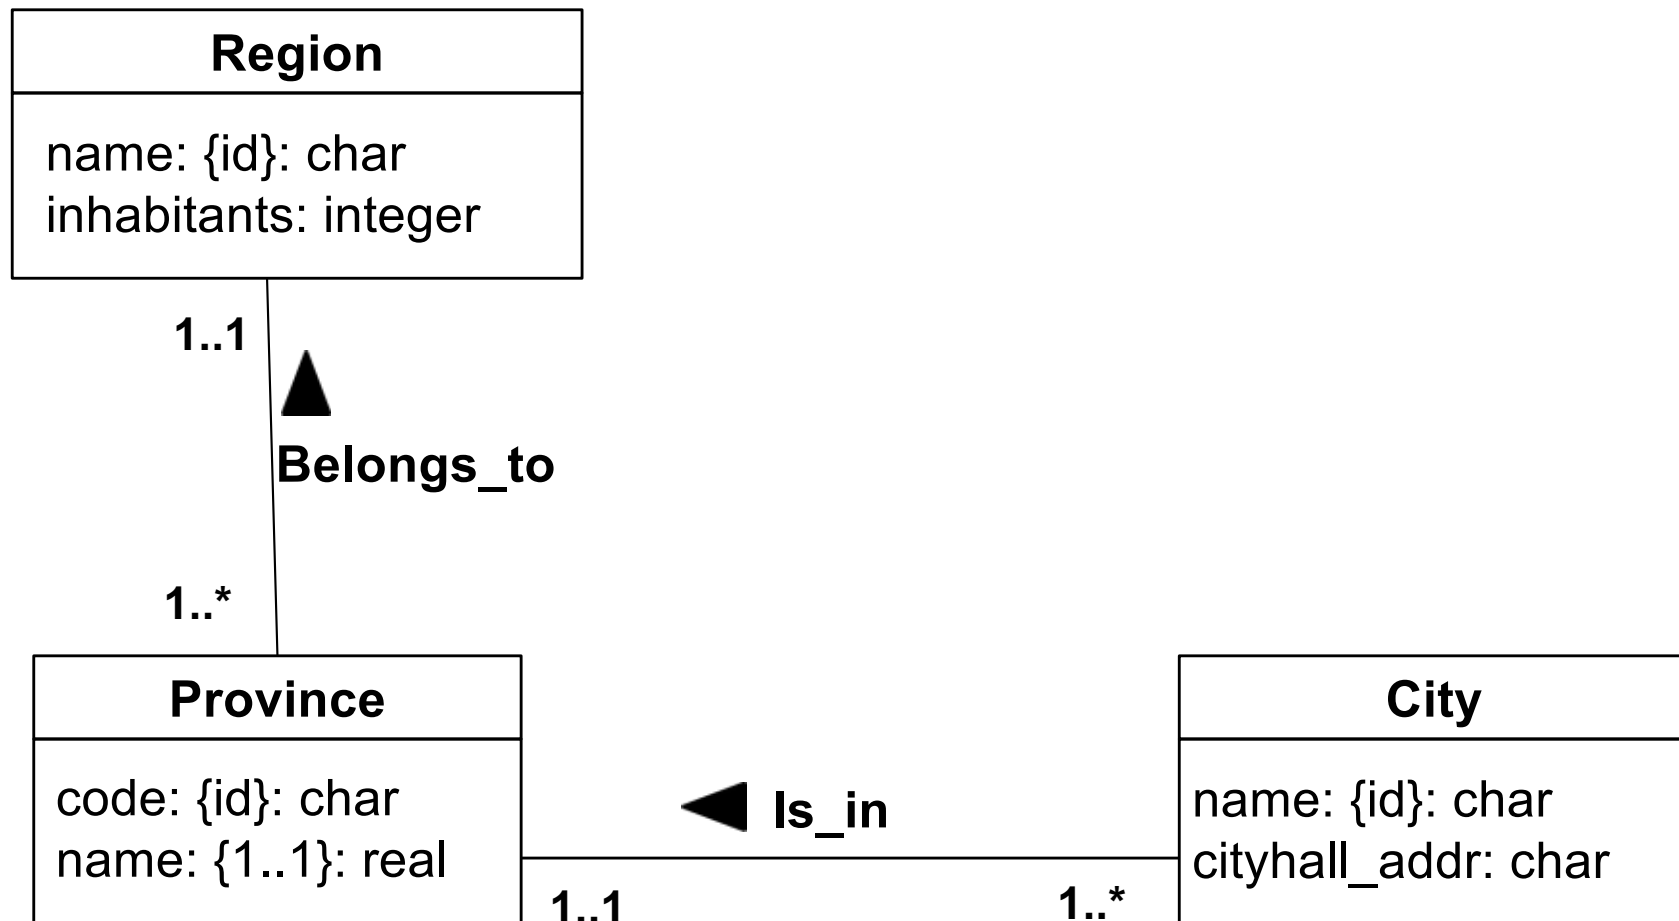 Region
name: {id}: char
inhabitants: integer
1..1
Belongs_to
1..*
Province
code: {id}: char
name: {1..1}: real
Is_in
1..1
1..*
City
name: {id}: char
cityhall_addr: char